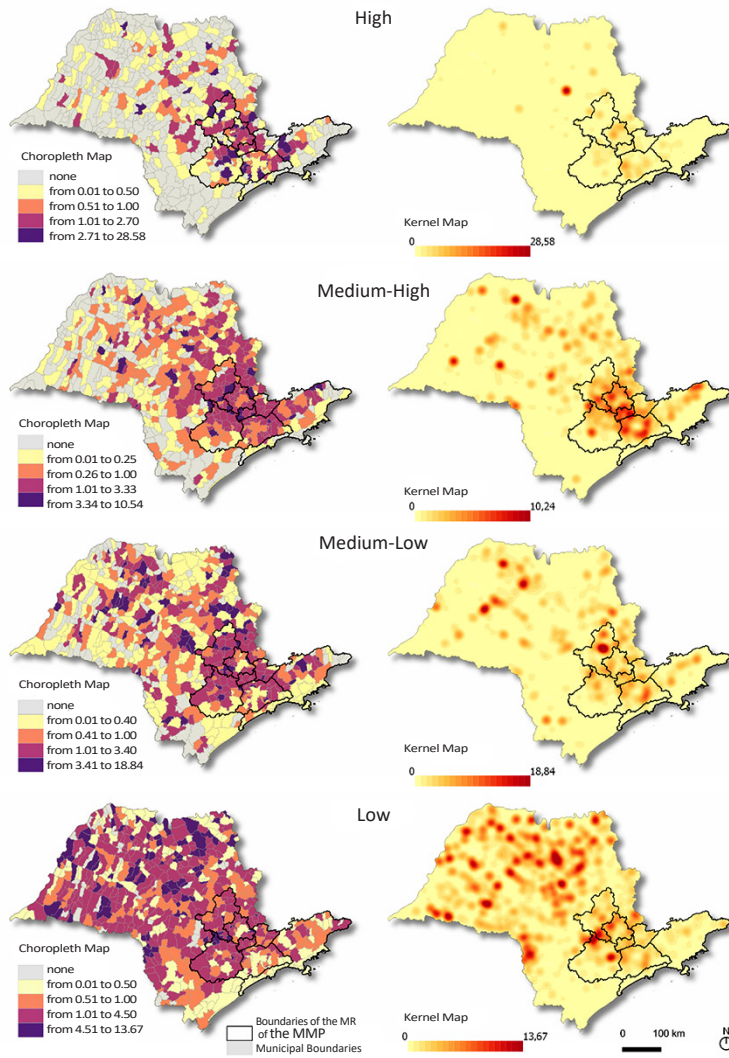 High
Choropleth Map
none
from 0.01 to 0.50
from 0.51 to 1.00
from 1.01 to 2.70
from 2.71 to 28.58
Kernel Map
0
28,58
Medium-High
Choropleth Map
none
from 0.01 to 0.25
from 0.26 to 1.00
from 1.01 to 3.33
from 3.34 to 10.54
Kernel Map
0
10,24
Medium-Low
Choropleth Map
none
from 0.01 to 0.40
from 0.41 to 1.00
from 1.01 to 3.40
from 3.41 to 18.84
Kernel Map
0
18,84
Low
Choropleth Map
none
from 0.01 to 0.50
from 0.51 to 1.00
from 1.01 to 4.50
from 4.51 to 13.67
Boundaries of the MR
of the MMP
Municipal Boundaries
Kernel Map
0
13,67
0 100 km
N